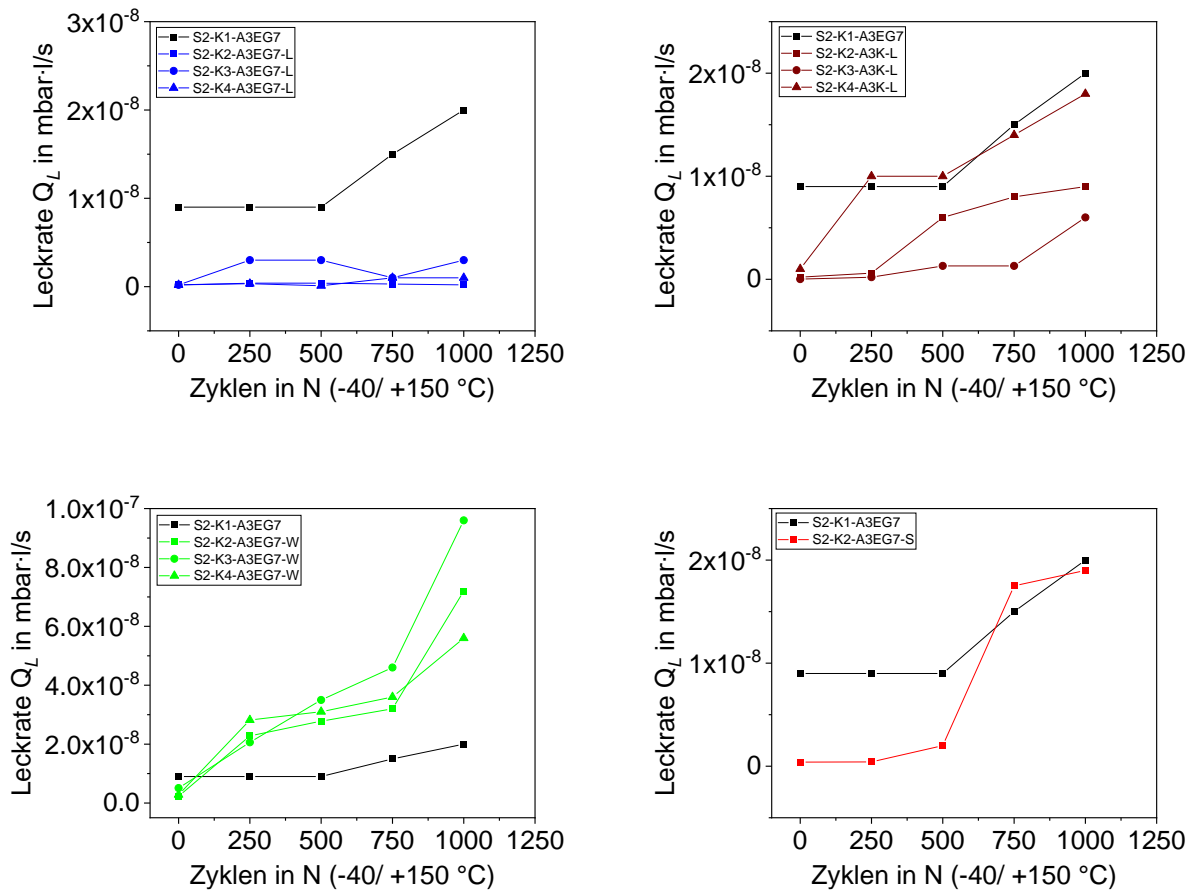 3x10⁻⁸
2x10⁻⁸
1x10⁻⁸
0
Leckrate Q_L in mbar·l/s
S2-K1-A3EG7
S2-K2-A3EG7-L
S2-K3-A3EG7-L
S2-K4-A3EG7-L
0 250 500 750 1000 1250
Zyklen in N (-40/ +150 °C)
2x10⁻⁸
1x10⁻⁸
0
Leckrate Q_L in mbar·l/s
S2-K1-A3EG7
S2-K2-A3K-L
S2-K3-A3K-L
S2-K4-A3K-L
0 250 500 750 1000 1250
Zyklen in N (-40/ +150 °C)
1.0x10⁻⁷
8.0x10⁻⁸
6.0x10⁻⁸
4.0x10⁻⁸
2.0x10⁻⁸
0.0
Leckrate Q_L in mbar·l/s
S2-K1-A3EG7
S2-K2-A3EG7-W
S2-K3-A3EG7-W
S2-K4-A3EG7-W
0 250 500 750 1000 1250
Zyklen in N (-40/ +150 °C)
2x10⁻⁸
1x10⁻⁸
0
Leckrate Q_L in mbar·l/s
S2-K1-A3EG7
S2-K2-A3EG7-S
0 250 500 750 1000 1250
Zyklen in N (-40/ +150 °C)